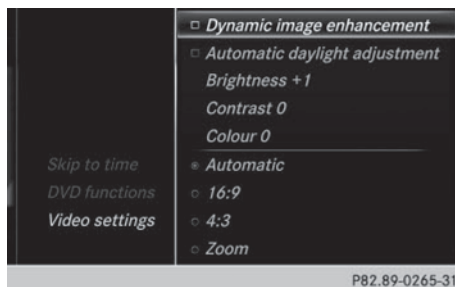 Dynamic image enhancement
Automatic daylight adjustment
Brightness +1
Contrast 0
Colour 0
Skip to time
Automatic
DVD functions
16:9
Video settings
4:3
Zoom
P82.89-0265-31